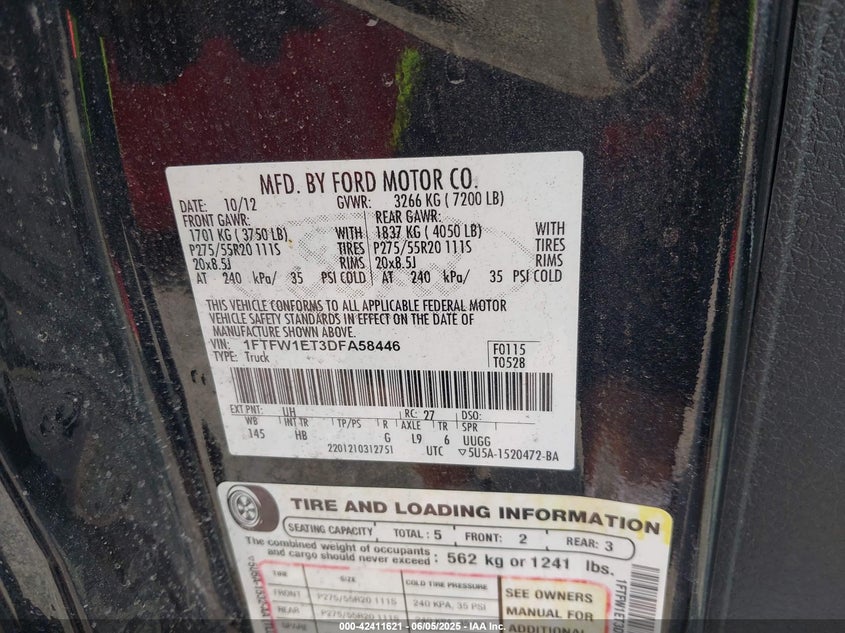 MFD. BY FORD MOTOR CO.
DATE: 10/12 GVWR: 3266 KG ( 7200 LB)
FRONT GAWR: REAR GAWR:
1701 KG ( 3750 LB) WITH 1837 KG ( 4050 LB) WITH
P275/55R20 111S TIRES P275/55R20 111S TIRES
20x8.5J RIMS 20x8.5J RIMS
AT 240 kPa/ 35 PSI COLD AT 240 kPa/ 35 PSI COLD
THIS VEHICLE CONFORMS TO ALL APPLICABLE FEDERAL MOTOR
VEHICLE SAFETY STANDARDS IN EFFECT ON THE DATE OF
MANUFACTURE SHOWN ABOVE.
VIN: 1FTFW1ET3DFA58446 F0115
TYPE: Truck T0528
EXT PNT: UH RC: 27 DSO:
WB INT TR TP/PS R AXLE TR SPR
145 HB G L9 6 UUGG
2201210312751 UTC ▽5U5A-1520472-BA
TIRE AND LOADING INFORMATION
SEATING CAPACITY TOTAL : 5 FRONT: 2 REAR: 3
The combined weight of occupants
and cargo should never exceed : 562 kg or 1241 lbs.
TIRE SIZE COLD TIRE PRESSURE SEE OWNERS
FRONT P275/55R20 111S 240 KPA, 35 PSI MANUAL FOR
REAR P275/55R20 111S ADDITIONAL
SPARE
000-42411621 - 06/05/2025 - IAA Inc.